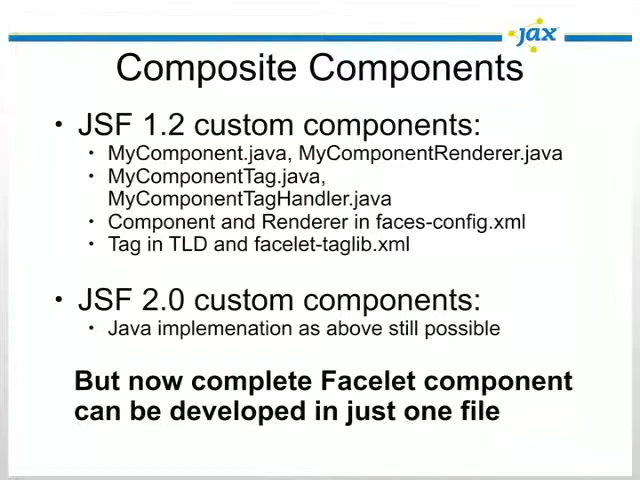 jax
Composite Components
• JSF 1.2 custom components:
• MyComponent.java, MyComponentRenderer.java
• MyComponentTag.java,
MyComponentTagHandler.java
• Component and Renderer in faces-config.xml
• Tag in TLD and facelet-taglib.xml
• JSF 2.0 custom components:
• Java implemenation as above still possible
But now complete Facelet component
can be developed in just one file